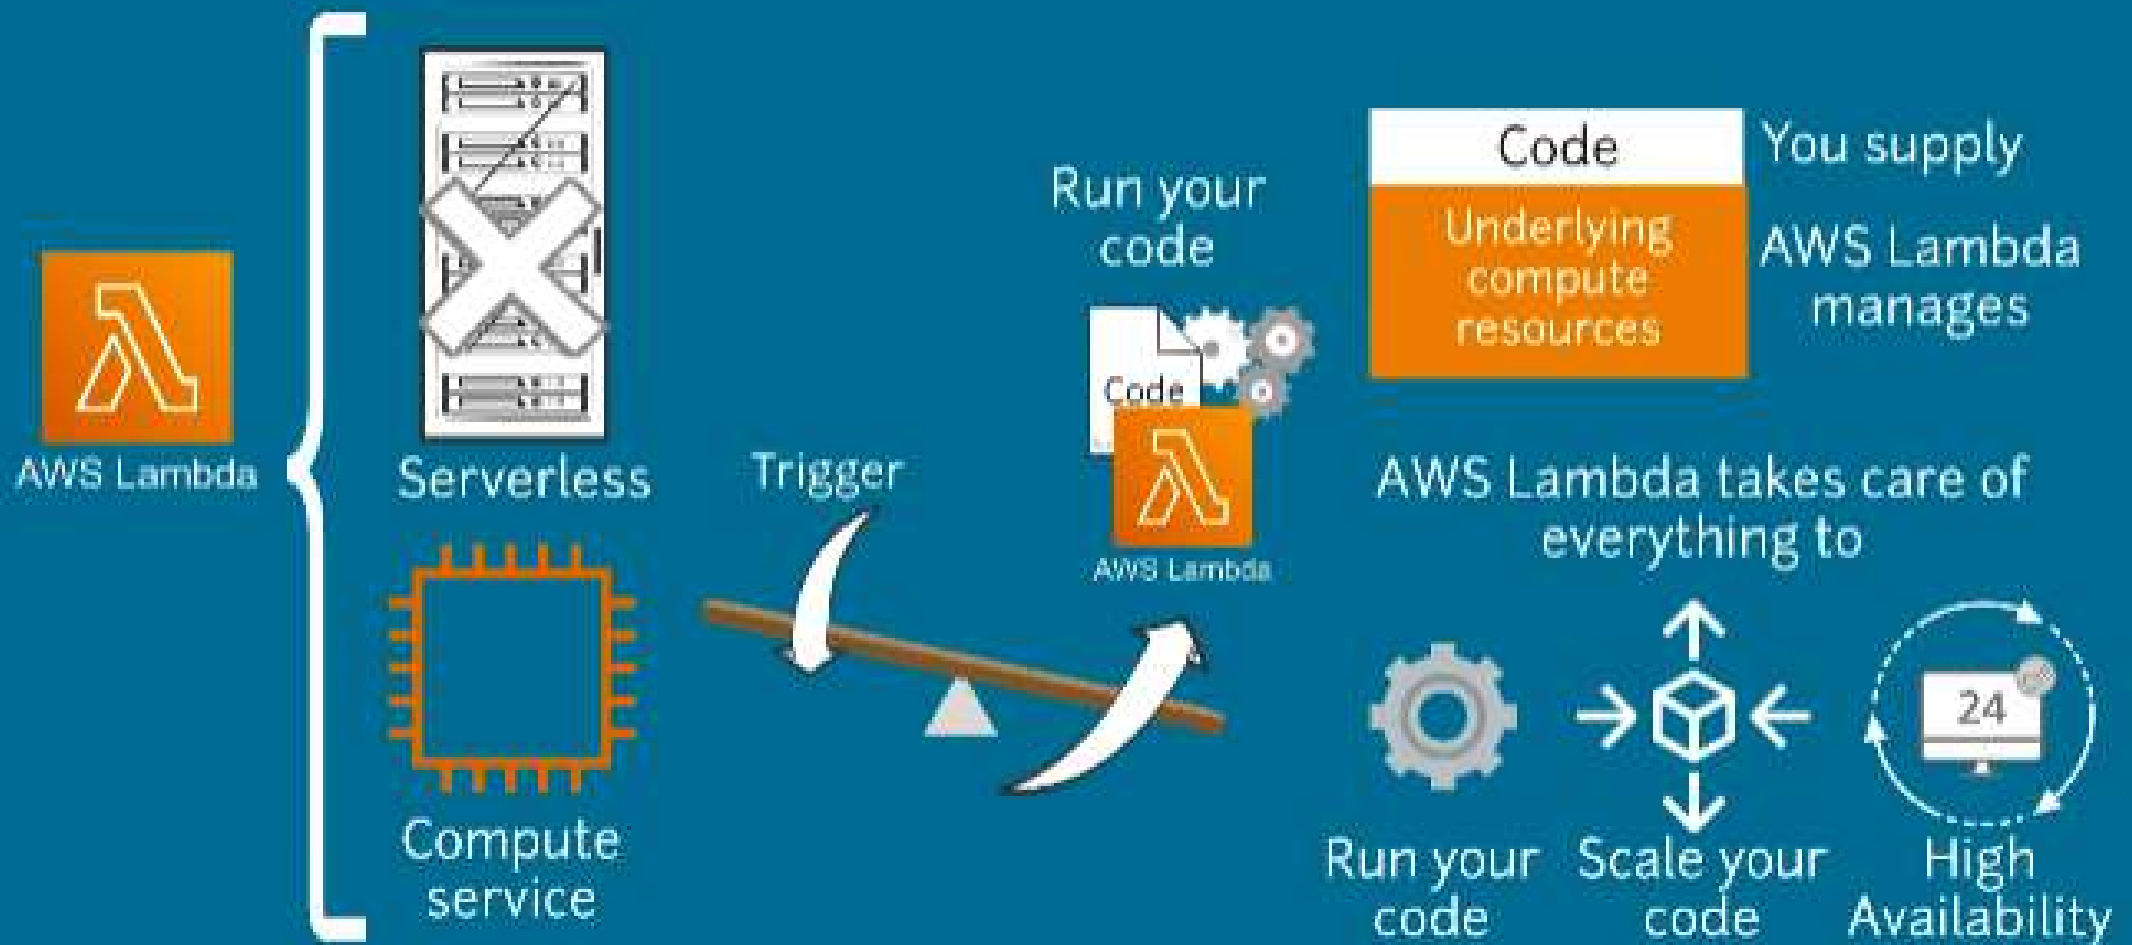 AWS Lambda
Serverless
Compute
service
Trigger
Run your
code
Code
AWS Lambda
Code
You supply
Underlying
compute
resources
AWS Lambda
manages
AWS Lambda takes care of
everything to
Run your
code
Scale your
code
24
High
Availability